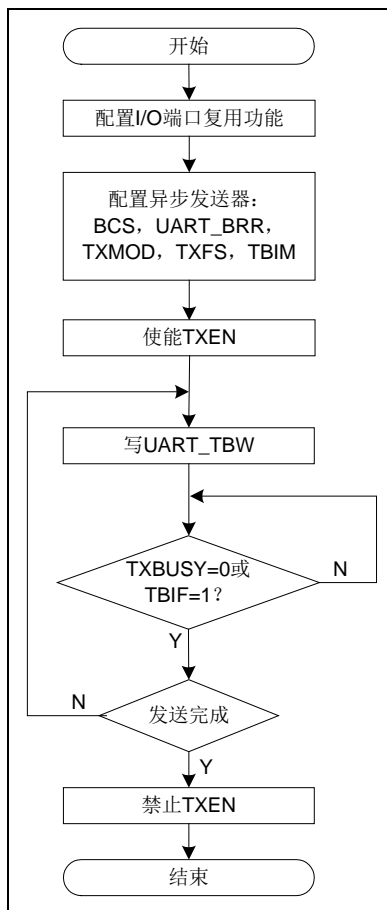 开始
配置I/O端口复用功能
配置异步发送器：
BCS，UART_BRR，
TXMOD，TXFS，TBIM
使能TXEN
写UART_TBW
TXBUSY=0或
TBIF=1?
N
Y
发送完成
N
Y
禁止TXEN
结束